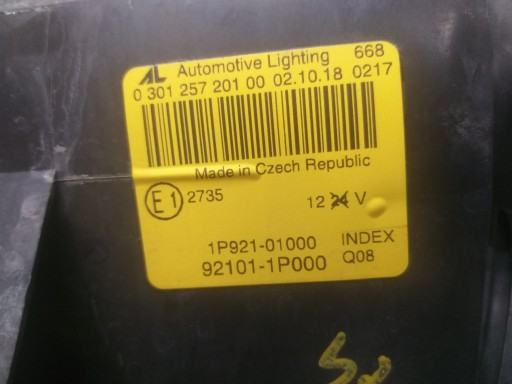 AL Automotive Lighting 668
0 301 257 201 00 02.10.18 0217
Made in Czech Republic
E1 2735 12 24 V
1P921-01000 INDEX
92101-1P000 Q08